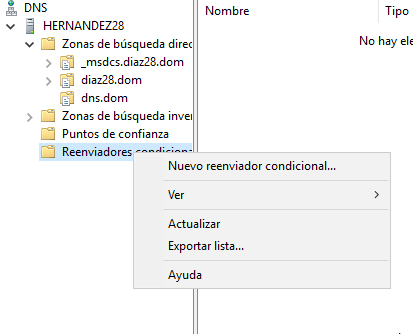 DNS
Nombre
Tipo
HERNANDEZ28
No hay ele
Zonas de búsqueda direc
_msdcs.diaz28.dom
diaz28.dom
dns.dom
Zonas de búsqueda inver
Puntos de confianza
Reenviadores condiciona
Nuevo reenviador condicional...
Ver
Actualizar
Exportar lista...
Ayuda